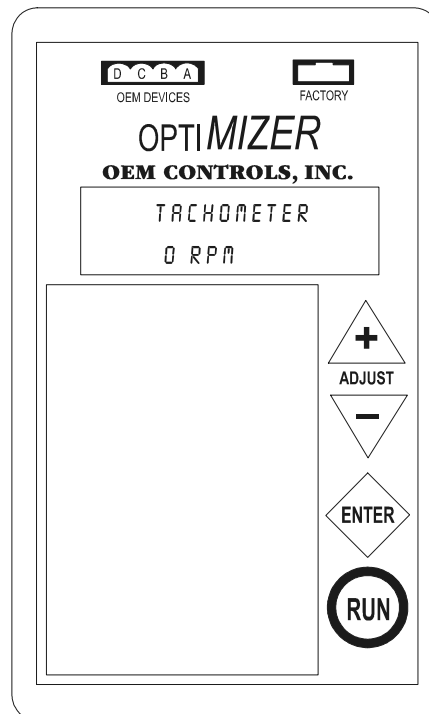 D C B A
OEM DEVICES
FACTORY
OPTIMIZER
OEM CONTROLS, INC.
TACHOMETER
0 RPM
+
ADJUST
−
ENTER
RUN